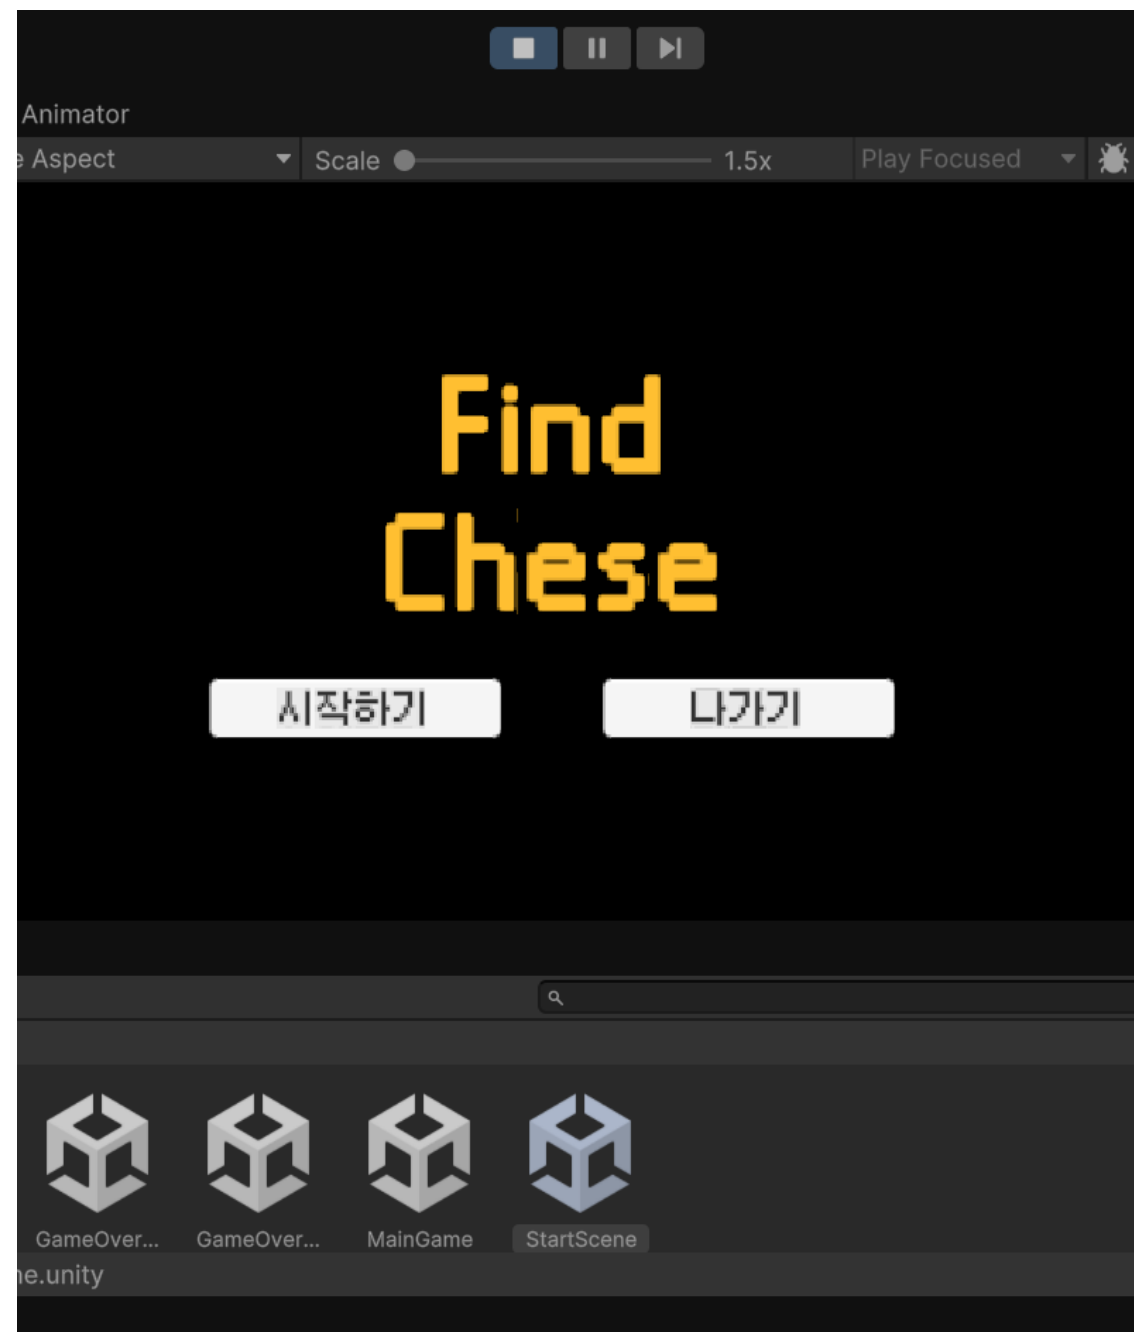 Animator
e Aspect
Scale 1.5x Play Focused
Find
Chese
시작하기 나가기
GameOver... GameOver... MainGame StartScene
ne.unity